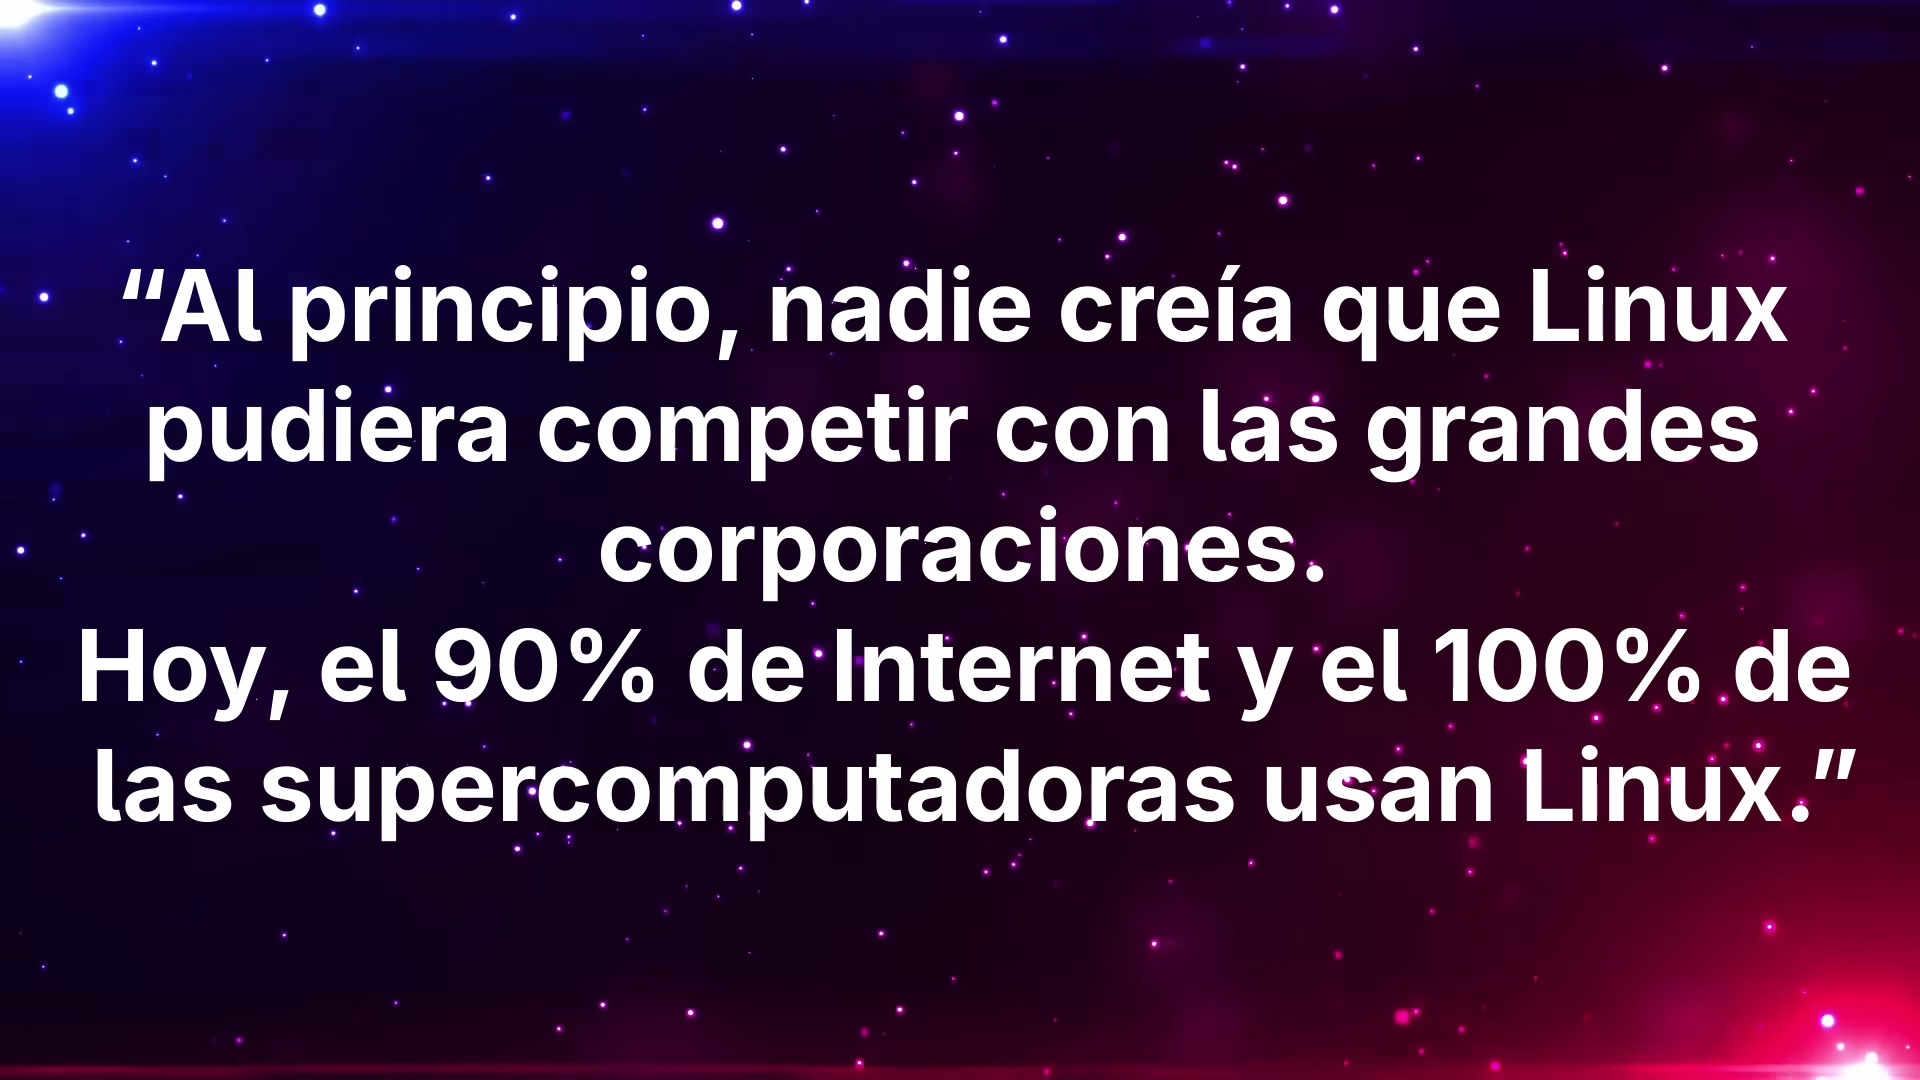 “Al principio, nadie creía que Linux
pudiera competir con las grandes
corporaciones.
Hoy, el 90% de Internet y el 100% de
las supercomputadoras usan Linux.”